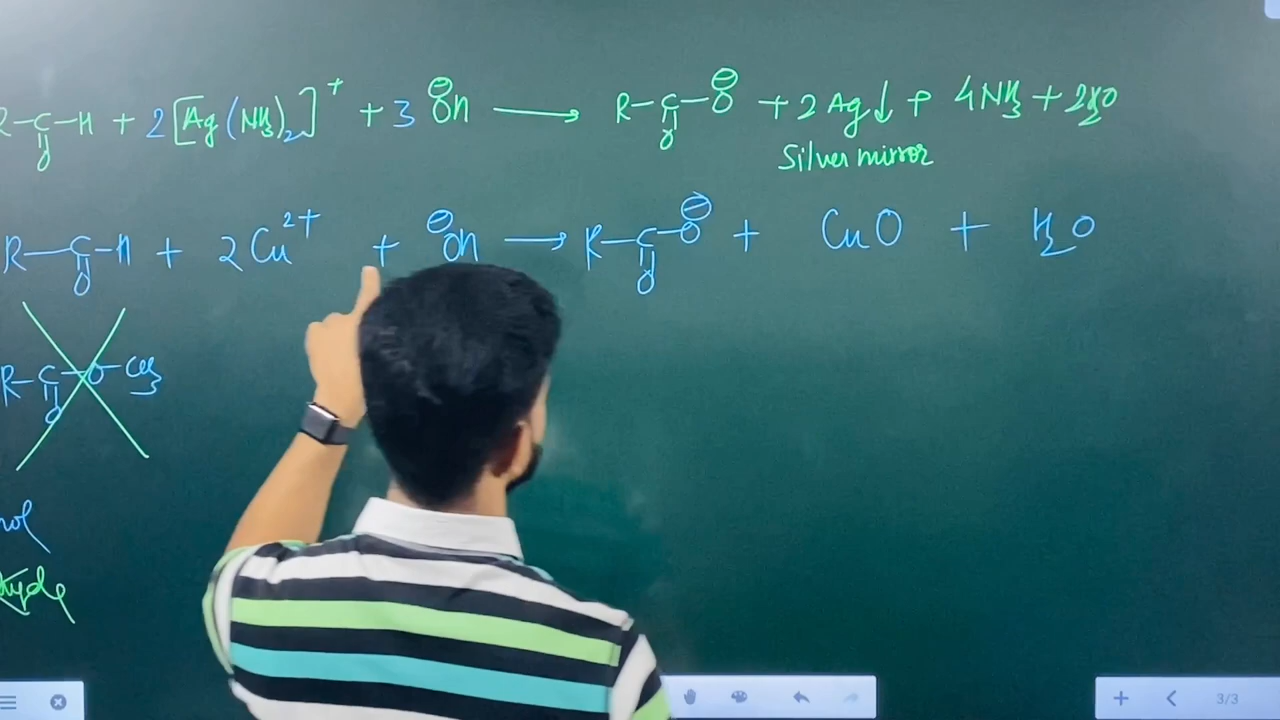 R-C-H + 2[Ag(NH3)2]+ + 3 OH⊖ → R-C-O⊖ + 2Ag↓ + 4NH3 + 2H2O
O O
Silver mirror
R-C-H + 2Cu2+ + OH⊖ → R-C-O⊖ + CuO + H2O
O O
R-C-O-CH3
O
3/3